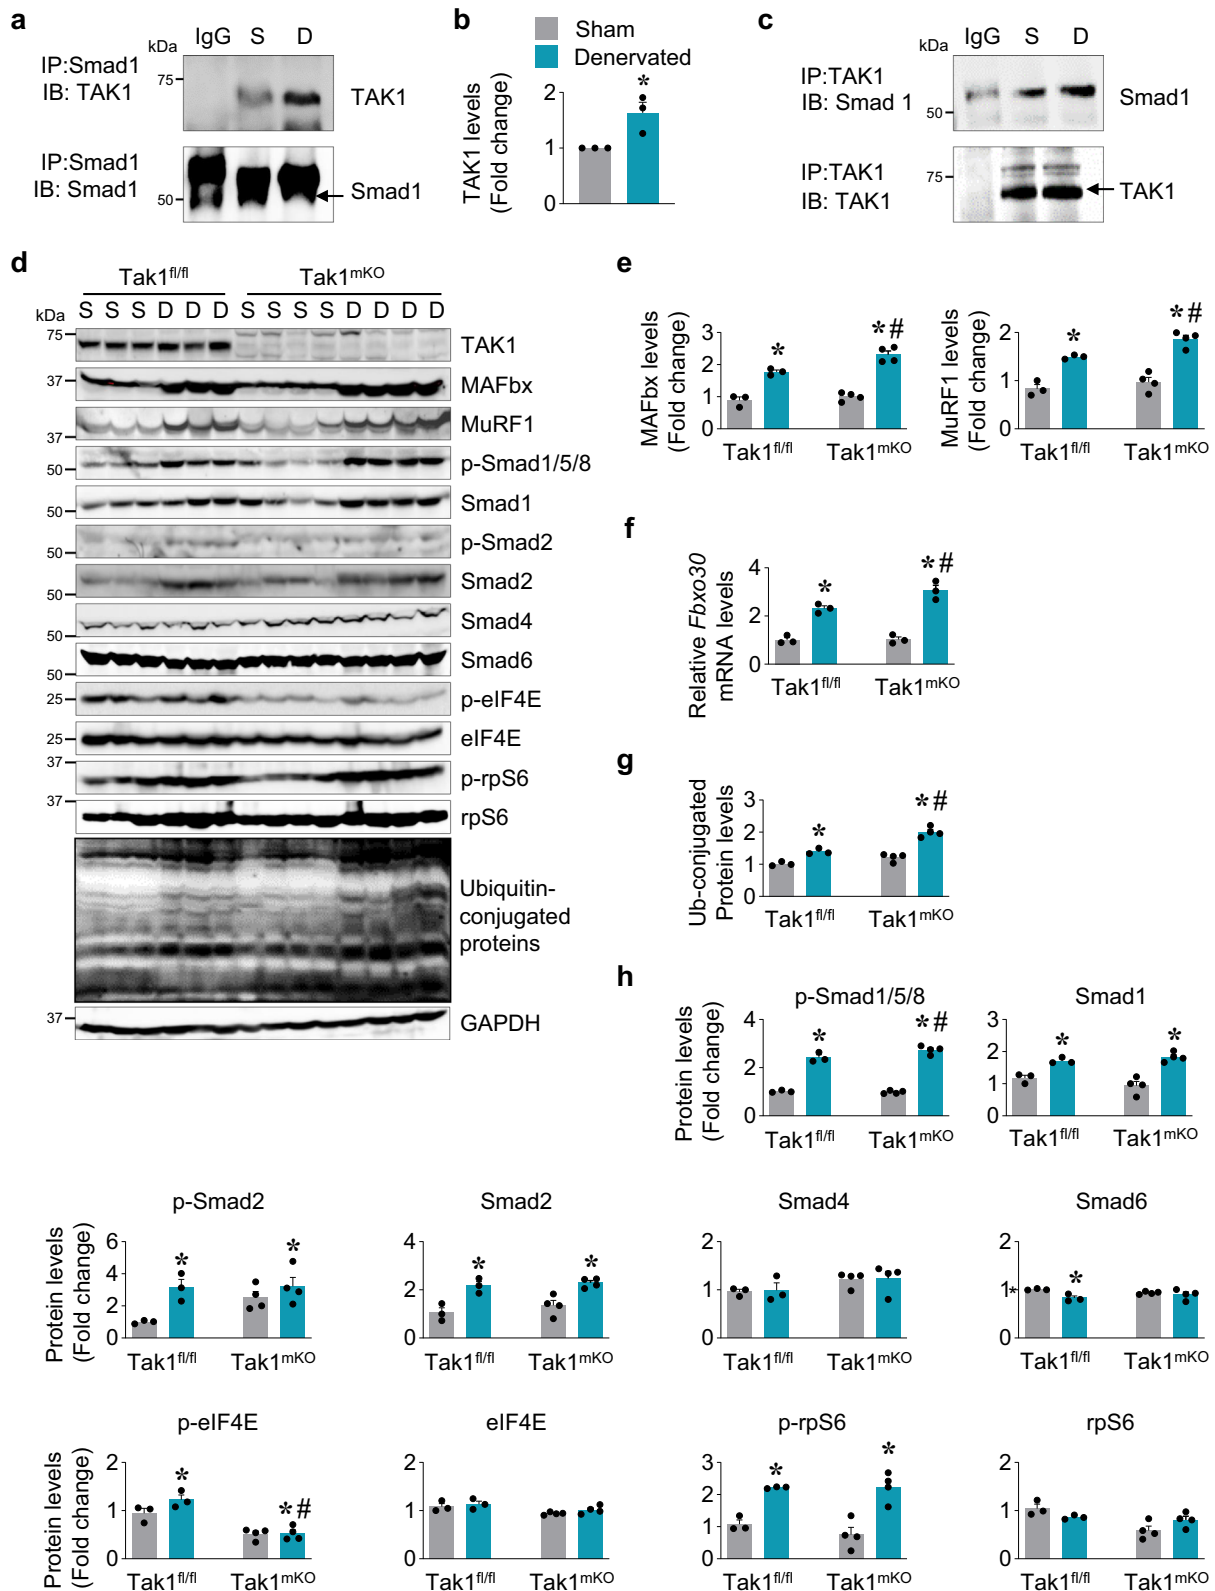 a
IgG S D
kDa
IP:Smad1
IB: TAK1
75
TAK1
IP:Smad1
IB: Smad1
50
Smad1
b
Sham
Denervated
TAK1 levels
(Fold change)
2
1
0
*
c
IgG S D
kDa
IP:TAK1
IB: Smad 1
50
Smad1
IP:TAK1
IB: TAK1
75
TAK1
d
Tak1fl/fl Tak1mKO
kDa
S S S D D D S S S S D D D D
75
TAK1
37
MAFbx
37
MuRF1
50
p-Smad1/5/8
50
Smad1
50
p-Smad2
50
Smad2
50
Smad4
50
Smad6
25
p-eIF4E
25
eIF4E
37
p-rpS6
37
rpS6
Ubiquitin-
conjugated
proteins
37
GAPDH
e
MAFbx levels
(Fold change)
3
2
1
0
*
*#
Tak1fl/fl Tak1mKO
MuRF1 levels
(Fold change)
2
1
0
*
*#
Tak1fl/fl Tak1mKO
f
Relative Fbxo30
mRNA levels
4
2
0
*
*#
Tak1fl/fl Tak1mKO
g
Ub-conjugated
Protein levels
3
2
1
0
*
*#
Tak1fl/fl Tak1mKO
h
p-Smad1/5/8
Protein levels
(Fold change)
4
2
0
*
*#
Tak1fl/fl Tak1mKO
Smad1
3
2
1
0
*
*
Tak1fl/fl Tak1mKO
p-Smad2
Protein levels
(Fold change)
6
4
2
0
*
*
Tak1fl/fl Tak1mKO
Smad2
4
2
0
*
*
Tak1fl/fl Tak1mKO
Smad4
2
1
0
Tak1fl/fl Tak1mKO
Smad6
2
1
0
*
*
Tak1fl/fl Tak1mKO
p-eIF4E
Protein levels
(Fold change)
2
1
0
*
*#
Tak1fl/fl Tak1mKO
eIF4E
2
1
0
Tak1fl/fl Tak1mKO
p-rpS6
3
2
1
0
*
*
Tak1fl/fl Tak1mKO
rpS6
2
1
0
Tak1fl/fl Tak1mKO